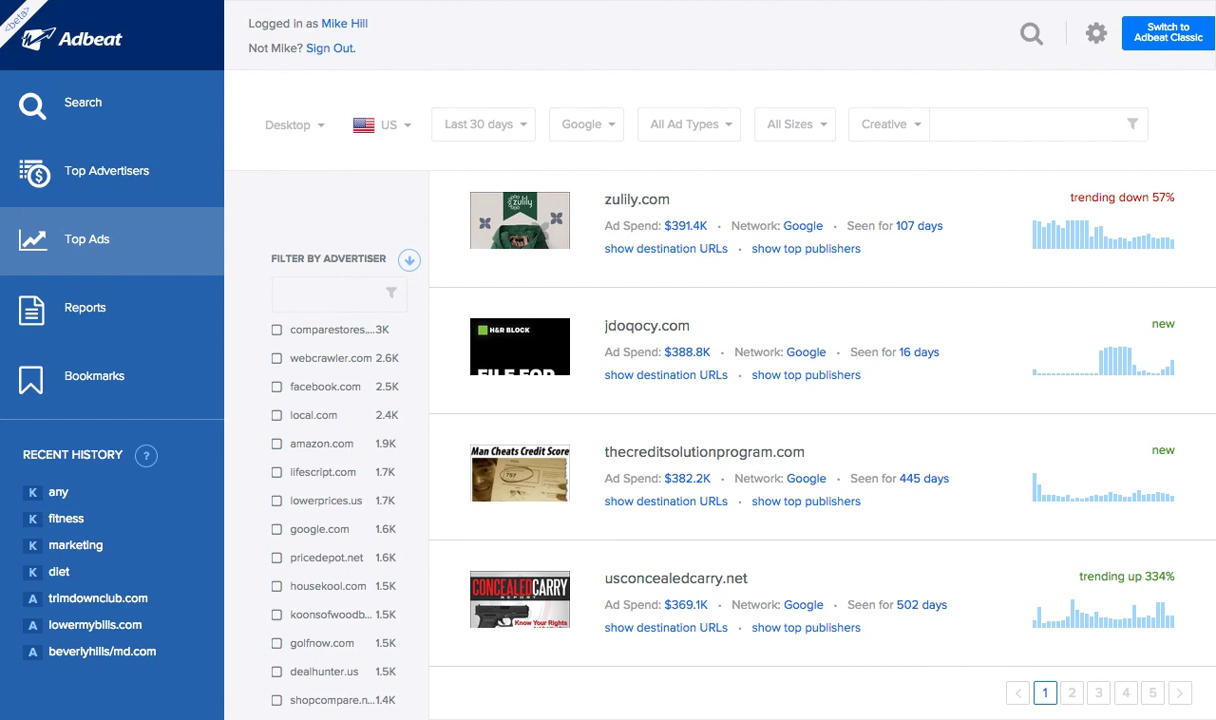 <beta>
Adbeat
Logged in as Mike Hill
Not Mike? Sign Out.
Switch to
Adbeat Classic
Search
Top Advertisers
Top Ads
Reports
Bookmarks
RECENT HISTORY ?
K any
K fitness
K marketing
K diet
A trimdownclub.com
A lowermybills.com
A beverlyhills/md.com
Desktop US Last 30 days Google All Ad Types All Sizes Creative
FILTER BY ADVERTISER
comparestores....3K
webcrawler.com 2.6K
facebook.com 2.5K
local.com 2.4K
amazon.com 1.9K
lifescript.com 1.7K
lowerprices.us 1.7K
google.com 1.6K
pricedepot.net 1.6K
housekool.com 1.5K
koonsofwoodb... 1.5K
golfnow.com 1.5K
dealhunter.us 1.5K
shopcompare.n...1.4K
zulily
zulily.com
trending down 57%
Ad Spend: $391.4K · Network: Google · Seen for 107 days
show destination URLs · show top publishers
H&R BLOCK
FILE FOR
jdoqocy.com
new
Ad Spend: $388.8K · Network: Google · Seen for 16 days
show destination URLs · show top publishers
Man Cheats Credit Score
757
thecreditsolutionprogram.com
new
Ad Spend: $382.2K · Network: Google · Seen for 445 days
show destination URLs · show top publishers
CONCEALED CARRY
REPORT
Know Your Rights
usconcealedcarry.net
trending up 334%
Ad Spend: $369.1K · Network: Google · Seen for 502 days
show destination URLs · show top publishers
< 1 2 3 4 5 >